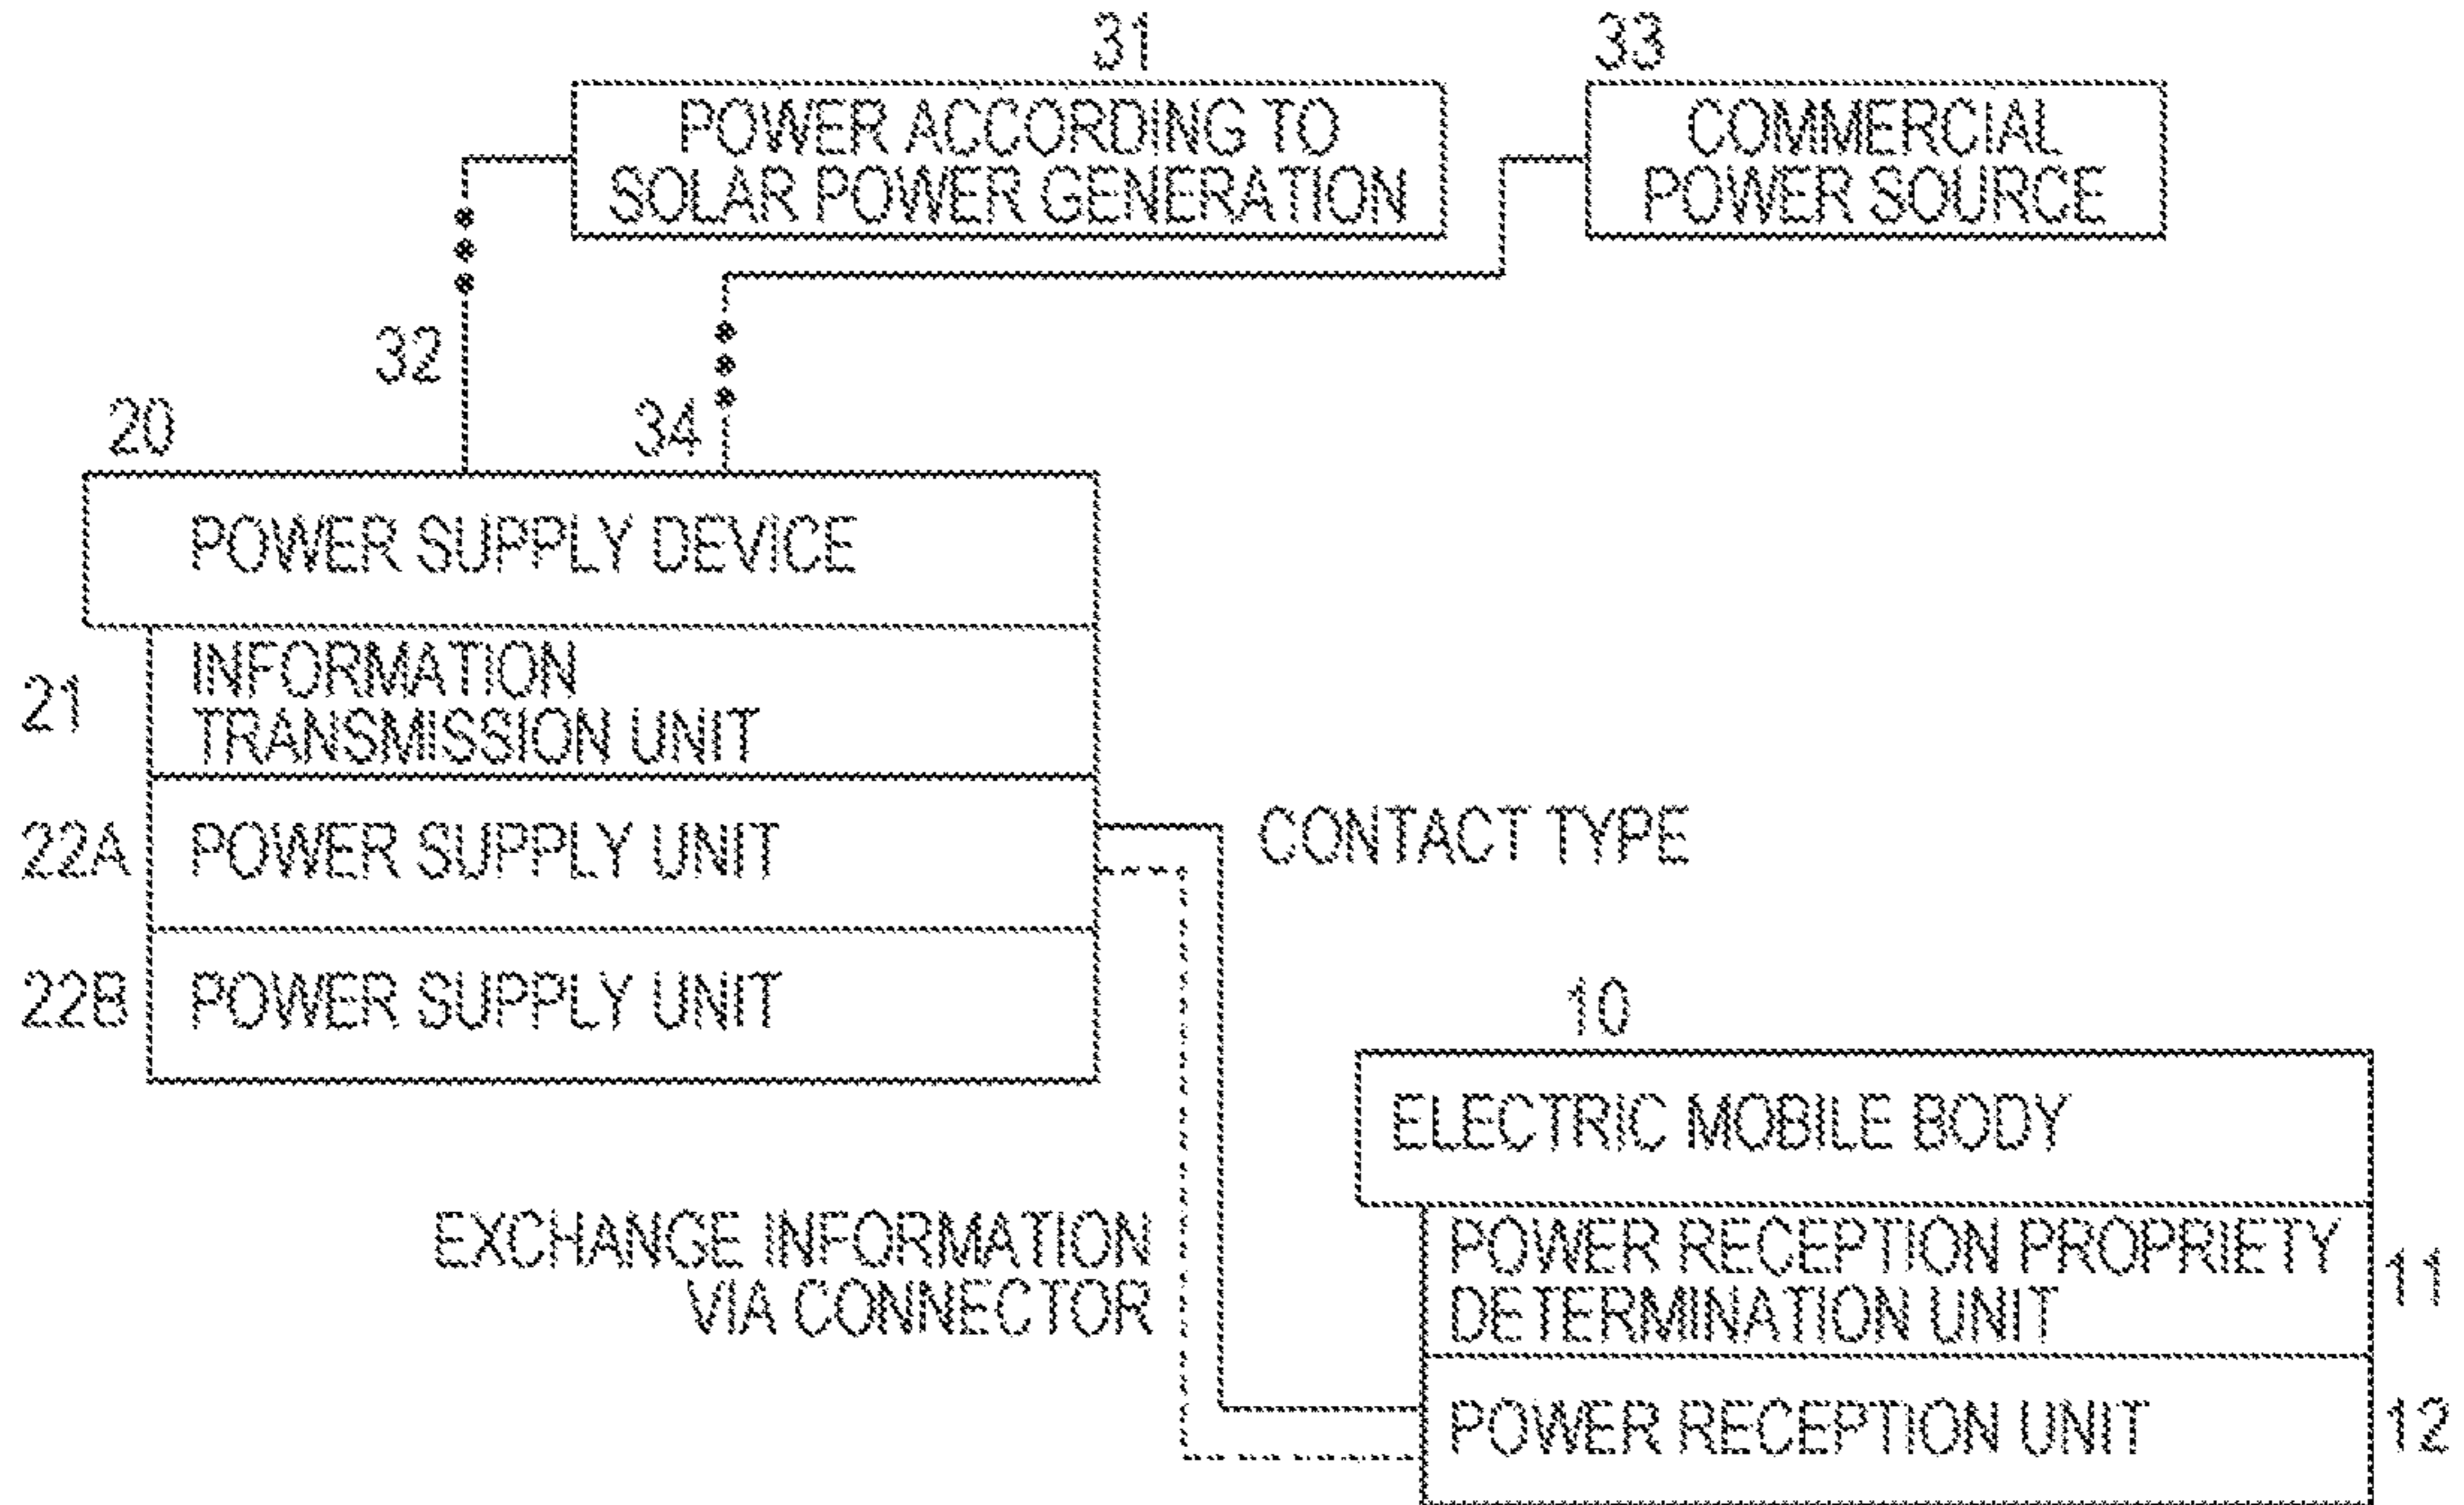 31
POWER ACCORDING TO
SOLAR POWER GENERATION
33
COMMERCIAL
POWER SOURCE
32
34
20
POWER SUPPLY DEVICE
21
INFORMATION
TRANSMISSION UNIT
22A
POWER SUPPLY UNIT
CONTACT TYPE
22B
POWER SUPPLY UNIT
10
ELECTRIC MOBILE BODY
EXCHANGE INFORMATION
VIA CONNECTOR
POWER RECEPTION PROPRIETY
DETERMINATION UNIT
11
POWER RECEPTION UNIT
12